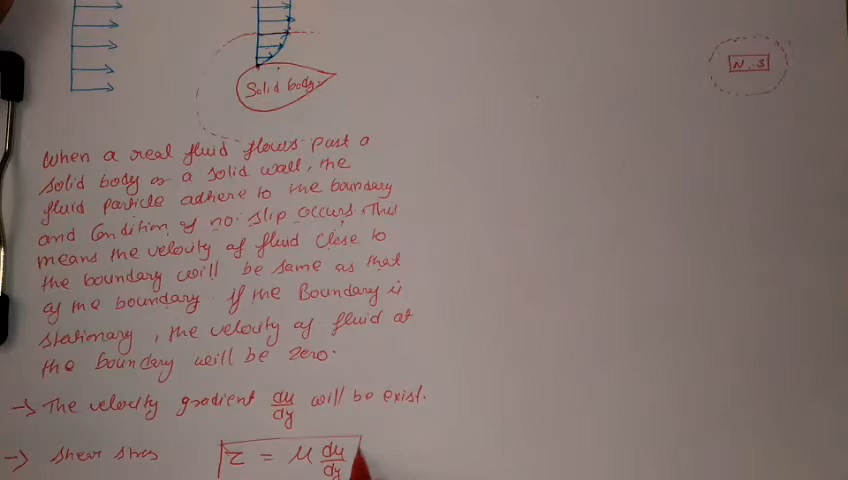 N.S
Solid body
When a real fluid flows past a
solid body or a solid wall, the
fluid particle adhere to the boundary
and condition of no slip occurs. This
means the velocity of fluid close to
the boundary will be same as that
of the boundary. if the Boundary is
stationary, the velocity of fluid at
the boundary will be zero.
→ The velocity gradient du/dy will be exist.
→ Shear stress τ = μ du/dy